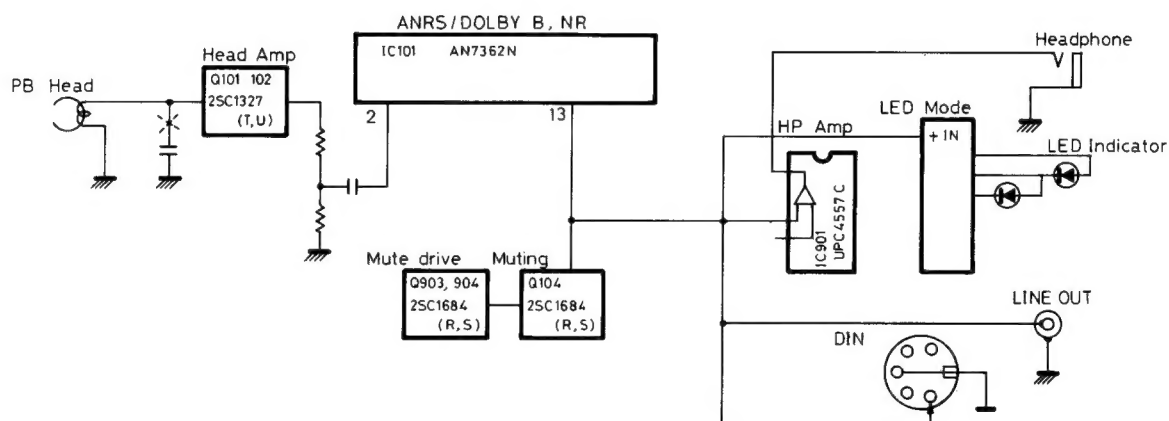 ANRS/DOLBY B, NR
IC101 AN7362N
2
13
PB Head
Head Amp
Q101 102
2SC1327
(T,U)
Mute drive
Q903, 904
2SC1684
(R,S)
Muting
Q104
2SC1684
(R,S)
HP Amp
IC901
UPC4557C
Headphone
LED Mode
+ IN
LED Indicator
LINE OUT
DIN